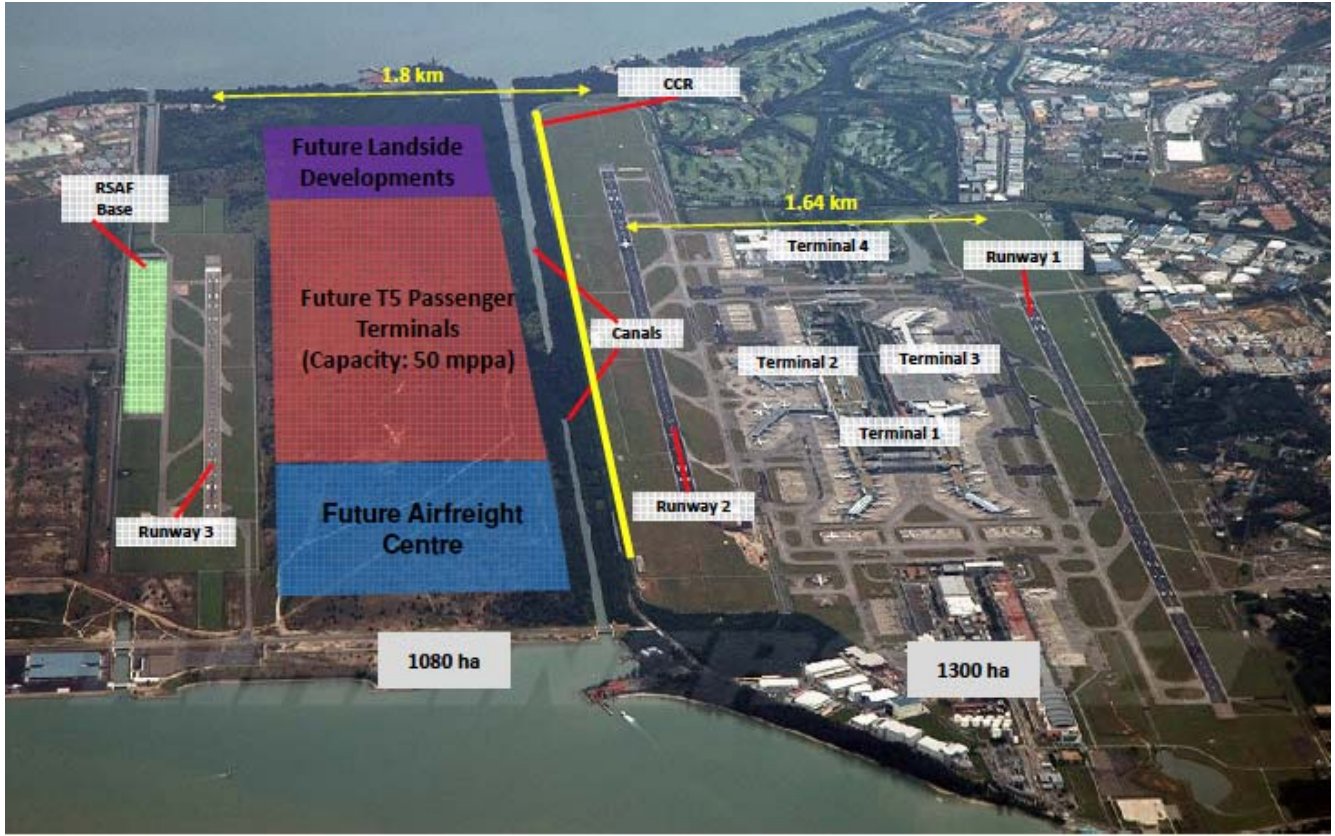 1.8 km
CCR
Future Landside
Developments
RSAF
Base
1.64 km
Terminal 4
Runway 1
Future T5 Passenger
Terminals
(Capacity: 50 mppa)
Canals
Terminal 2
Terminal 3
Terminal 1
Runway 2
Future Airfreight
Centre
Runway 3
1080 ha
1300 ha